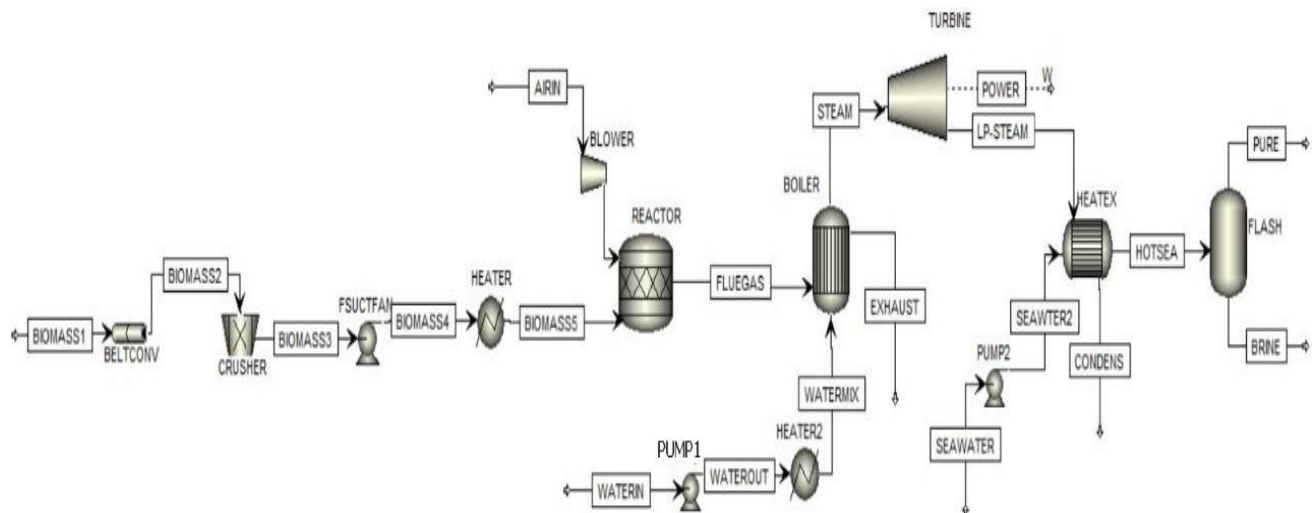 TURBINE
W
AIRIN
POWER
STEAM
LP-STEAM
PURE
BLOWER
BOILER
HEATEX
REACTOR
FLASH
HOTSEA
BIOMASS2
HEATER
FLUEGAS
FSUCTFAN
BIOMASS4
BIOMASS5
EXHAUST
SEAWTER2
BIOMASS1
BIOMASS3
BRINE
BELTCONV
PUMP2
CONDENS
CRUSHER
WATERMIX
HEATER2
PUMP1
SEAWATER
WATEROUT
WATERIN